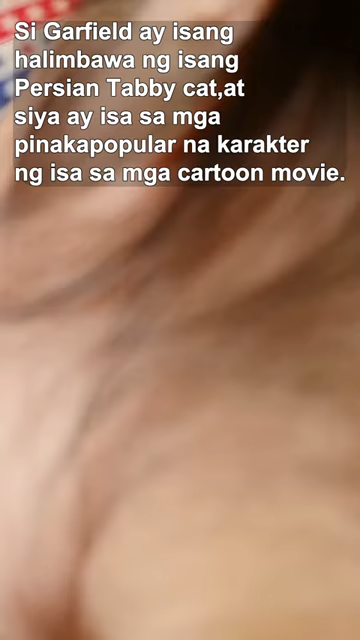 Si Garfield ay isang
halimbawa ng isang
Persian Tabby cat,at
siya ay isa sa mga
pinakapopular na karakter
ng isa sa mga cartoon movie.